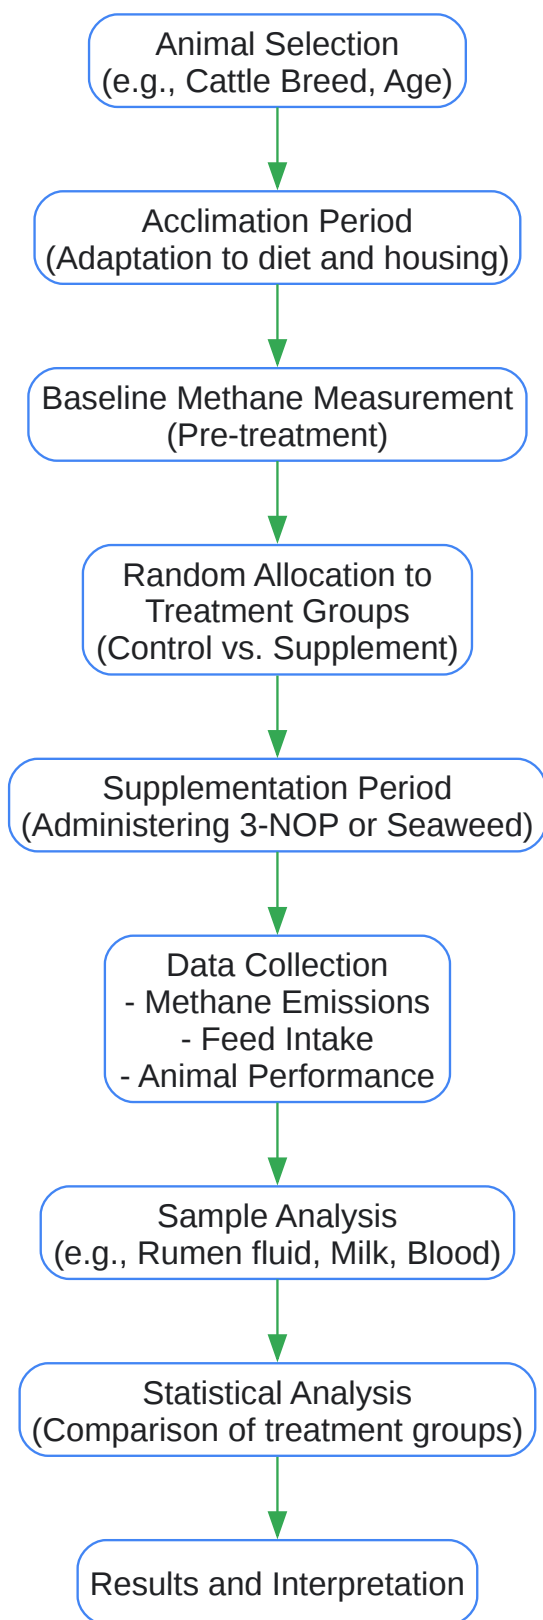 Animal Selection
(e.g., Cattle Breed, Age)
Acclimation Period
(Adaptation to diet and housing)
Baseline Methane Measurement
(Pre-treatment)
Random Allocation to
Treatment Groups
(Control vs. Supplement)
Supplementation Period
(Administering 3-NOP or Seaweed)
Data Collection
- Methane Emissions
- Feed Intake
- Animal Performance
Sample Analysis
(e.g., Rumen fluid, Milk, Blood)
Statistical Analysis
(Comparison of treatment groups)
Results and Interpretation